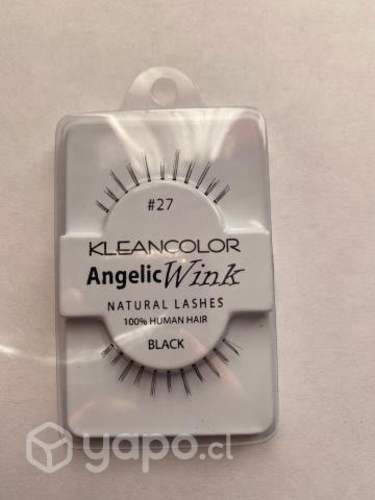 #27
KLEANCOLOR
Angelic Wink
NATURAL LASHES
100% HUMAN HAIR
BLACK
yapo.cl